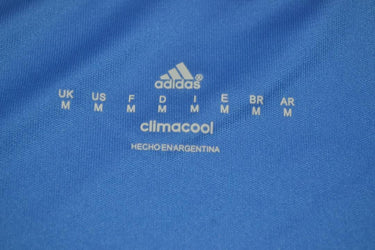 adidas®
UK US F D I E BR AR
M M M M M M M M
climacool
HECHO EN ARGENTINA